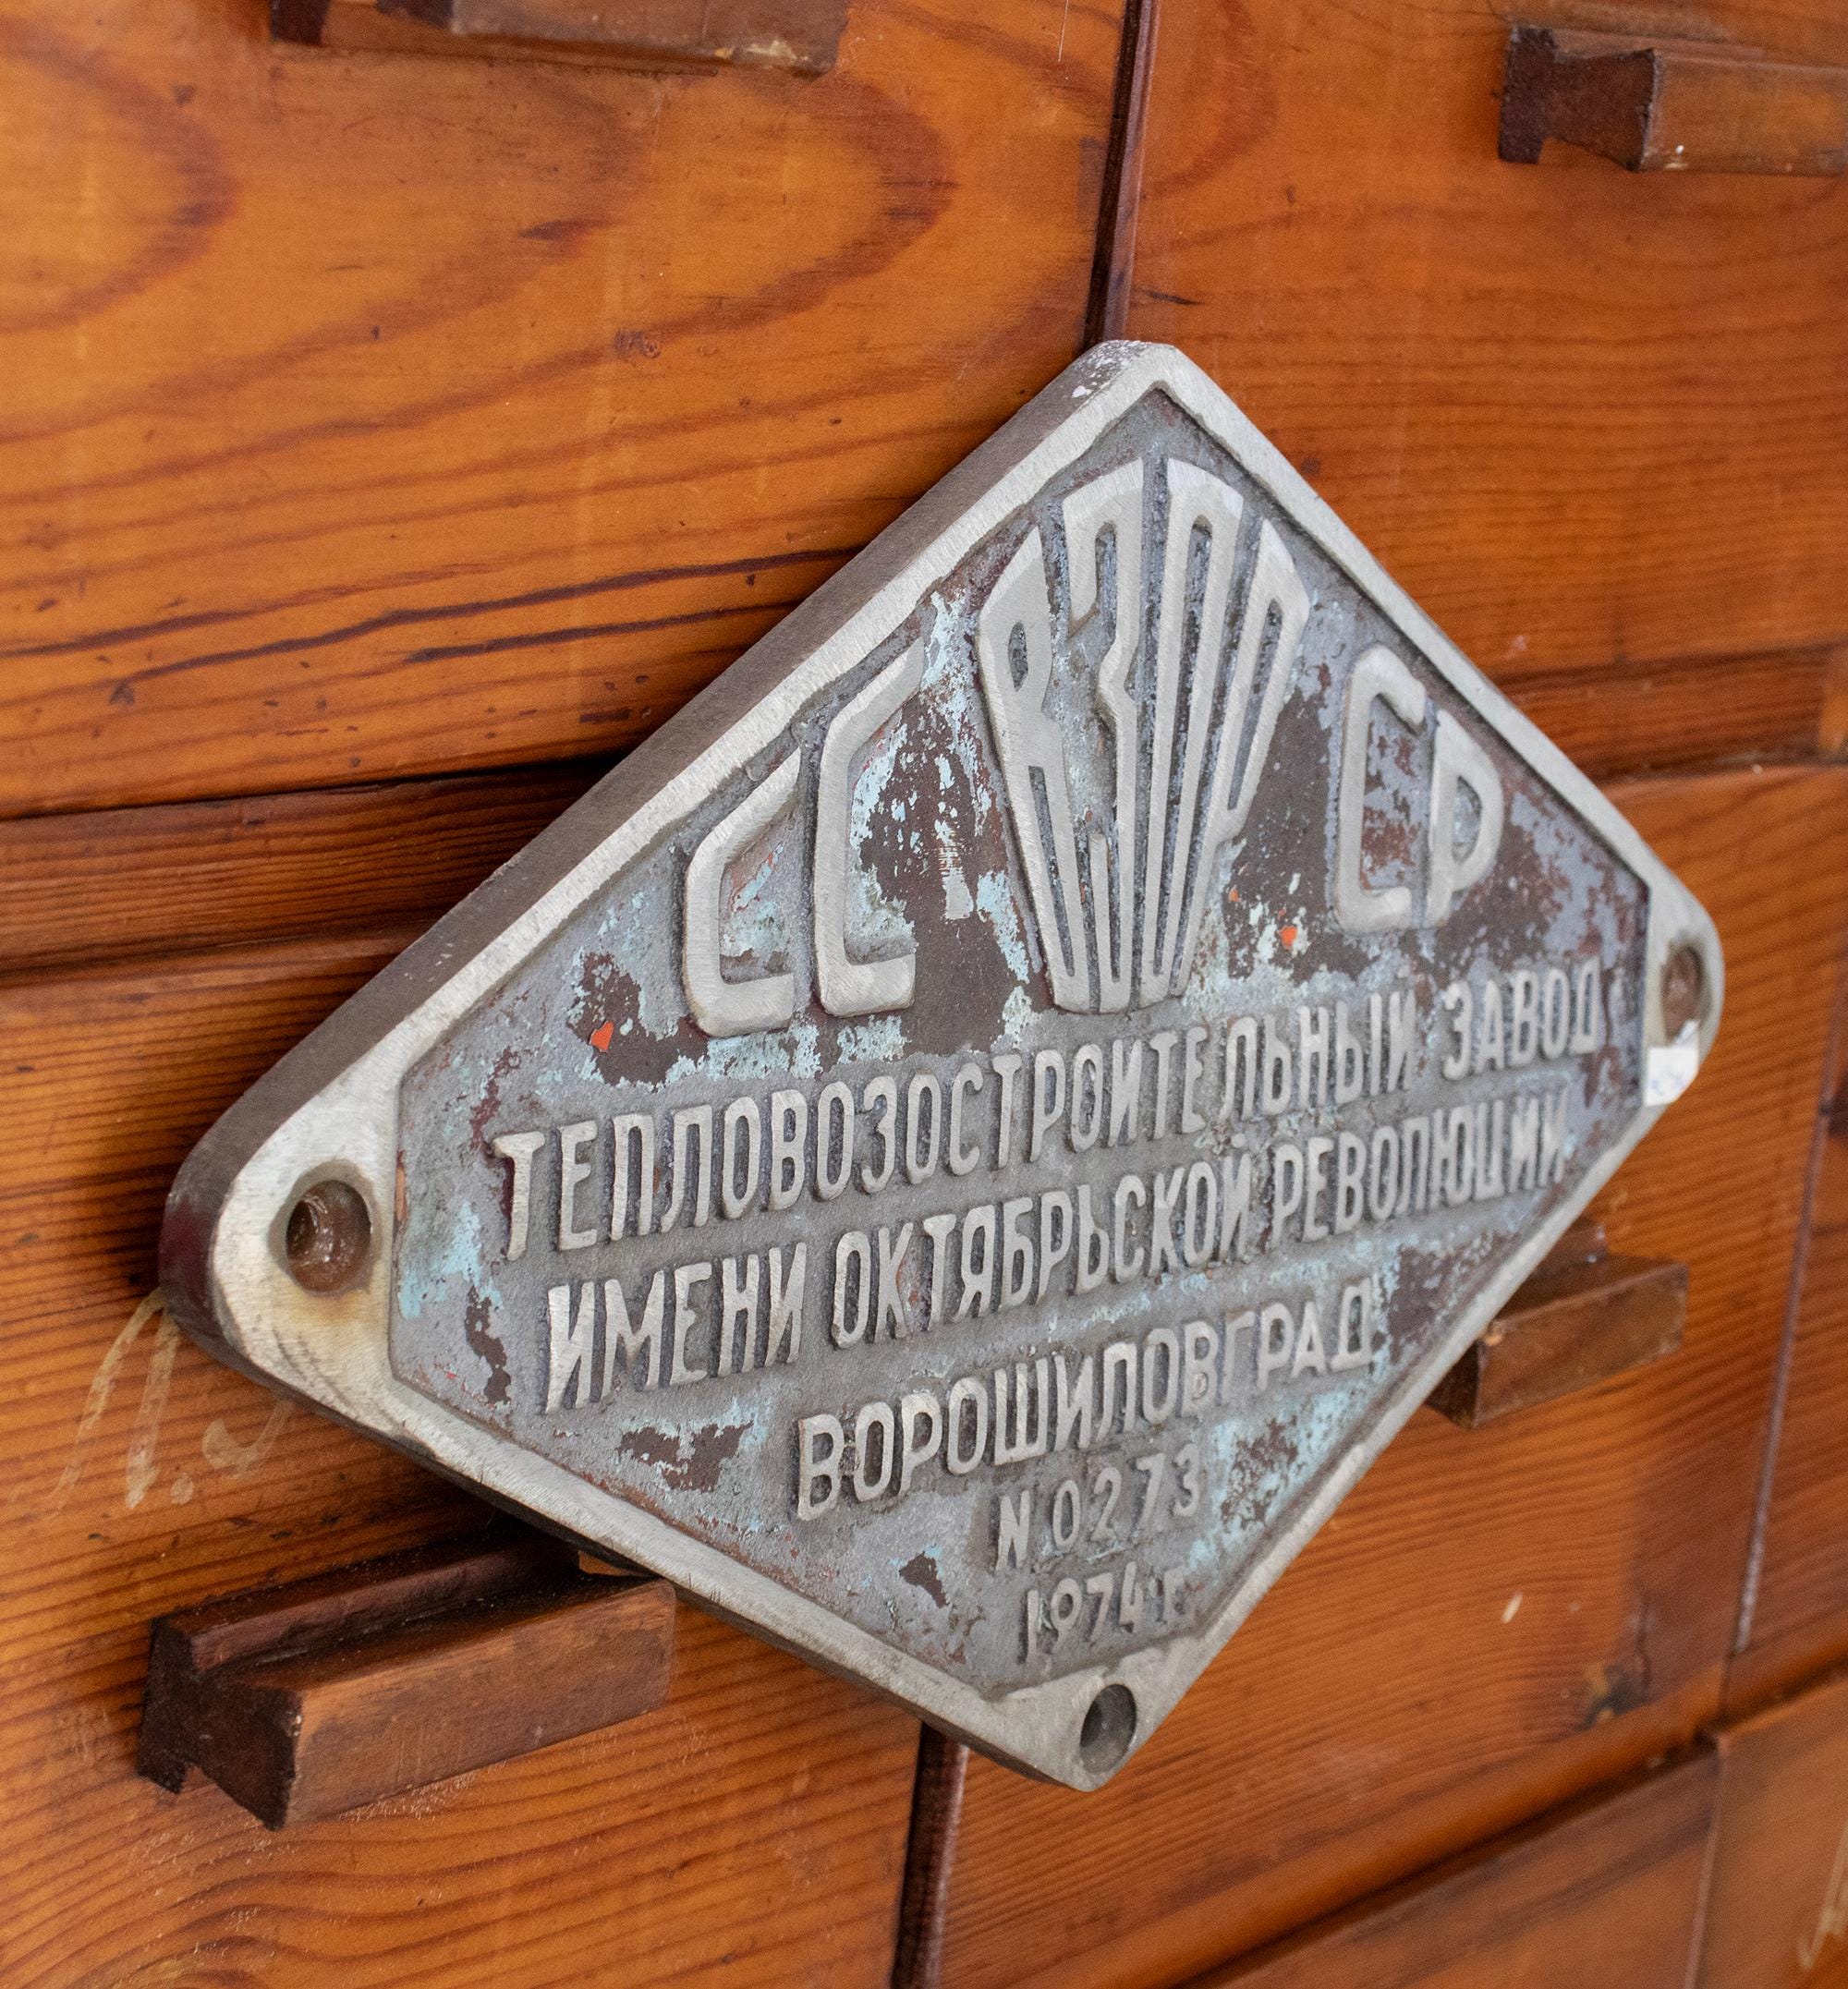 СС ВЗОР СР
ТЕПЛОВОЗОСТРОИТЕЛЬНЫЙ ЗАВОД
ИМЕНИ ОКТЯБРЬСКОЙ РЕВОЛЮЦИИ
ВОРОШИЛОВГРАД
N 0273
1974 г.